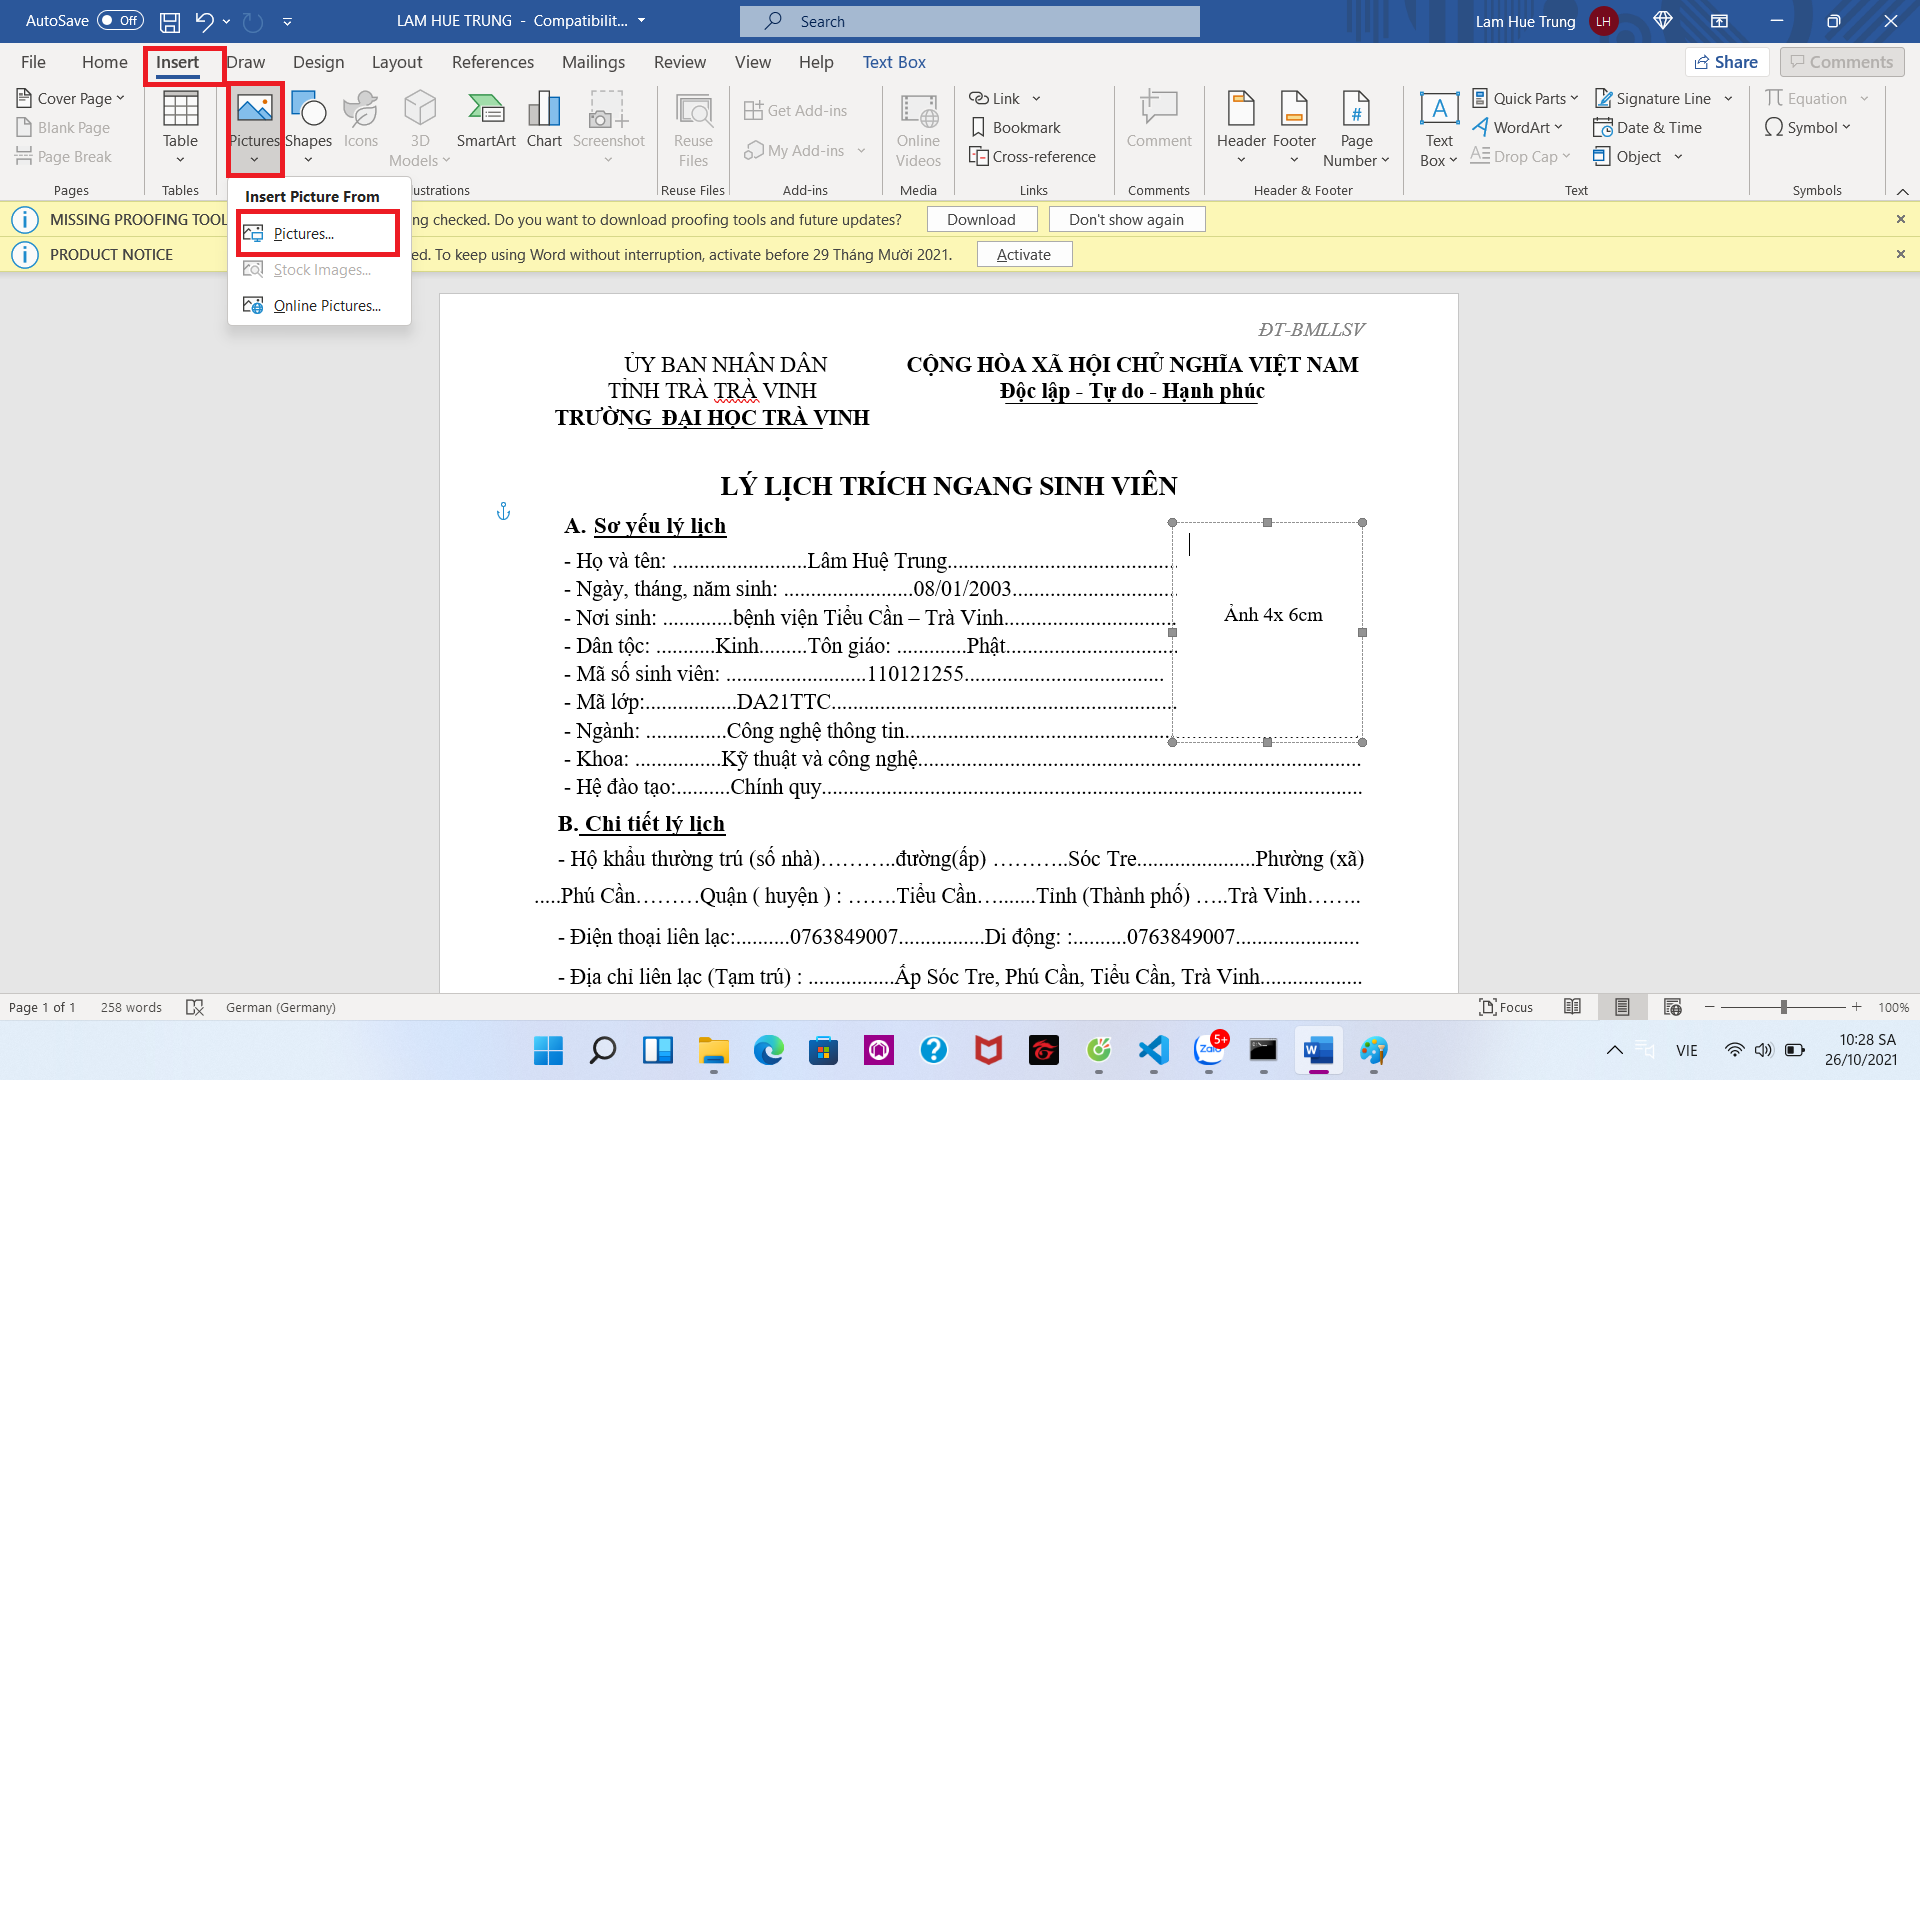 AutoSave Off LAM HUE TRUNG - Compatibilit... Search Lam Hue Trung LH
File Home Insert Draw Design Layout References Mailings Review View Help Text Box Share Comments
Cover Page
Blank Page
Page Break
Pages
Table
Tables
Pictures Shapes Icons 3D Models SmartArt Chart Screenshot
lustrations
Reuse Files
Reuse Files
Get Add-ins
My Add-ins
Add-ins
Online Videos
Media
Link
Bookmark
Cross-reference
Links
Comment
Comments
Header Footer Page Number
Header & Footer
Text Box
Quick Parts
WordArt
Drop Cap
Signature Line
Date & Time
Object
Text
Equation
Symbol
Symbols
Insert Picture From
Pictures...
Stock Images...
Online Pictures...
MISSING PROOFING TOOL ng checked. Do you want to download proofing tools and future updates? Download Don't show again
PRODUCT NOTICE ed. To keep using Word without interruption, activate before 29 Tháng Mười 2021. Activate
ĐT-BMLLSV
ỦY BAN NHÂN DÂN CỘNG HÒA XÃ HỘI CHỦ NGHĨA VIỆT NAM
TỈNH TRÀ TRÀ VINH Độc lập - Tự do - Hạnh phúc
TRƯỜNG ĐẠI HỌC TRÀ VINH
LÝ LỊCH TRÍCH NGANG SINH VIÊN
A. Sơ yếu lý lịch
- Họ và tên: .........................Lâm Huệ Trung..........................................
- Ngày, tháng, năm sinh: ........................08/01/2003..............................
- Nơi sinh: .............bệnh viện Tiểu Cần – Trà Vinh................................
- Dân tộc: ...........Kinh.........Tôn giáo: .............Phật................................
- Mã số sinh viên: ..........................110121255.....................................
- Mã lớp:.................DA21TTC................................................................
- Ngành: ...............Công nghệ thông tin....................................................................................
- Khoa: ................Kỹ thuật và công nghệ..................................................................................
- Hệ đào tạo:..........Chính quy....................................................................................................
Ảnh 4x 6cm
B. Chi tiết lý lịch
- Hộ khẩu thường trú (số nhà)………..đường(ấp) ………..Sóc Tre......................Phường (xã)
.....Phú Cần………Quận ( huyện ) : …….Tiểu Cần….......Tỉnh (Thành phố) …..Trà Vinh……..
- Điện thoại liên lạc:..........0763849007................Di động: :..........0763849007.......................
- Địa chỉ liên lạc (Tạm trú) : ................Ấp Sóc Tre, Phú Cần, Tiểu Cần, Trà Vinh...................
Page 1 of 1 258 words German (Germany) Focus 100%
Zalo 5+ W VIE 10:28 SA
26/10/2021